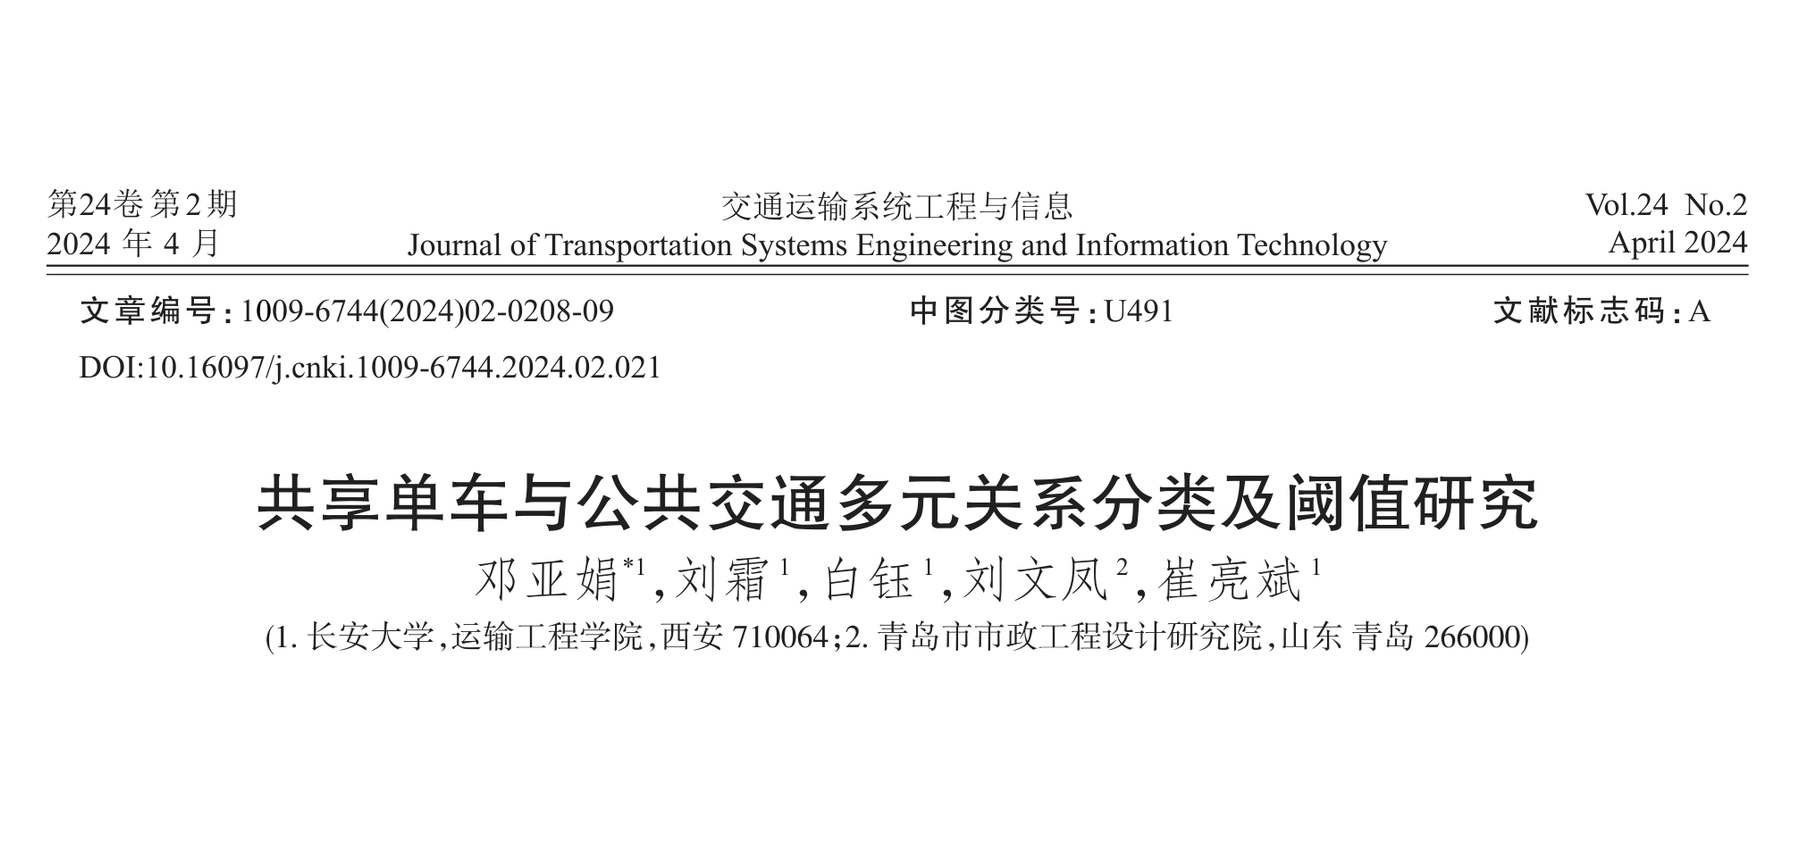 第24卷 第2期
交通运输系统工程与信息
Vol.24 No.2
2024 年 4 月
Journal of Transportation Systems Engineering and Information Technology
April 2024
文章编号:1009-6744(2024)02-0208-09
中图分类号:U491
文献标志码:A
DOI:10.16097/j.cnki.1009-6744.2024.02.021
共享单车与公共交通多元关系分类及阈值研究
邓亚娟*1,刘霜1,白钰1,刘文凤2,崔亮斌1
(1. 长安大学,运输工程学院,西安 710064;2. 青岛市市政工程设计研究院,山东 青岛 266000)